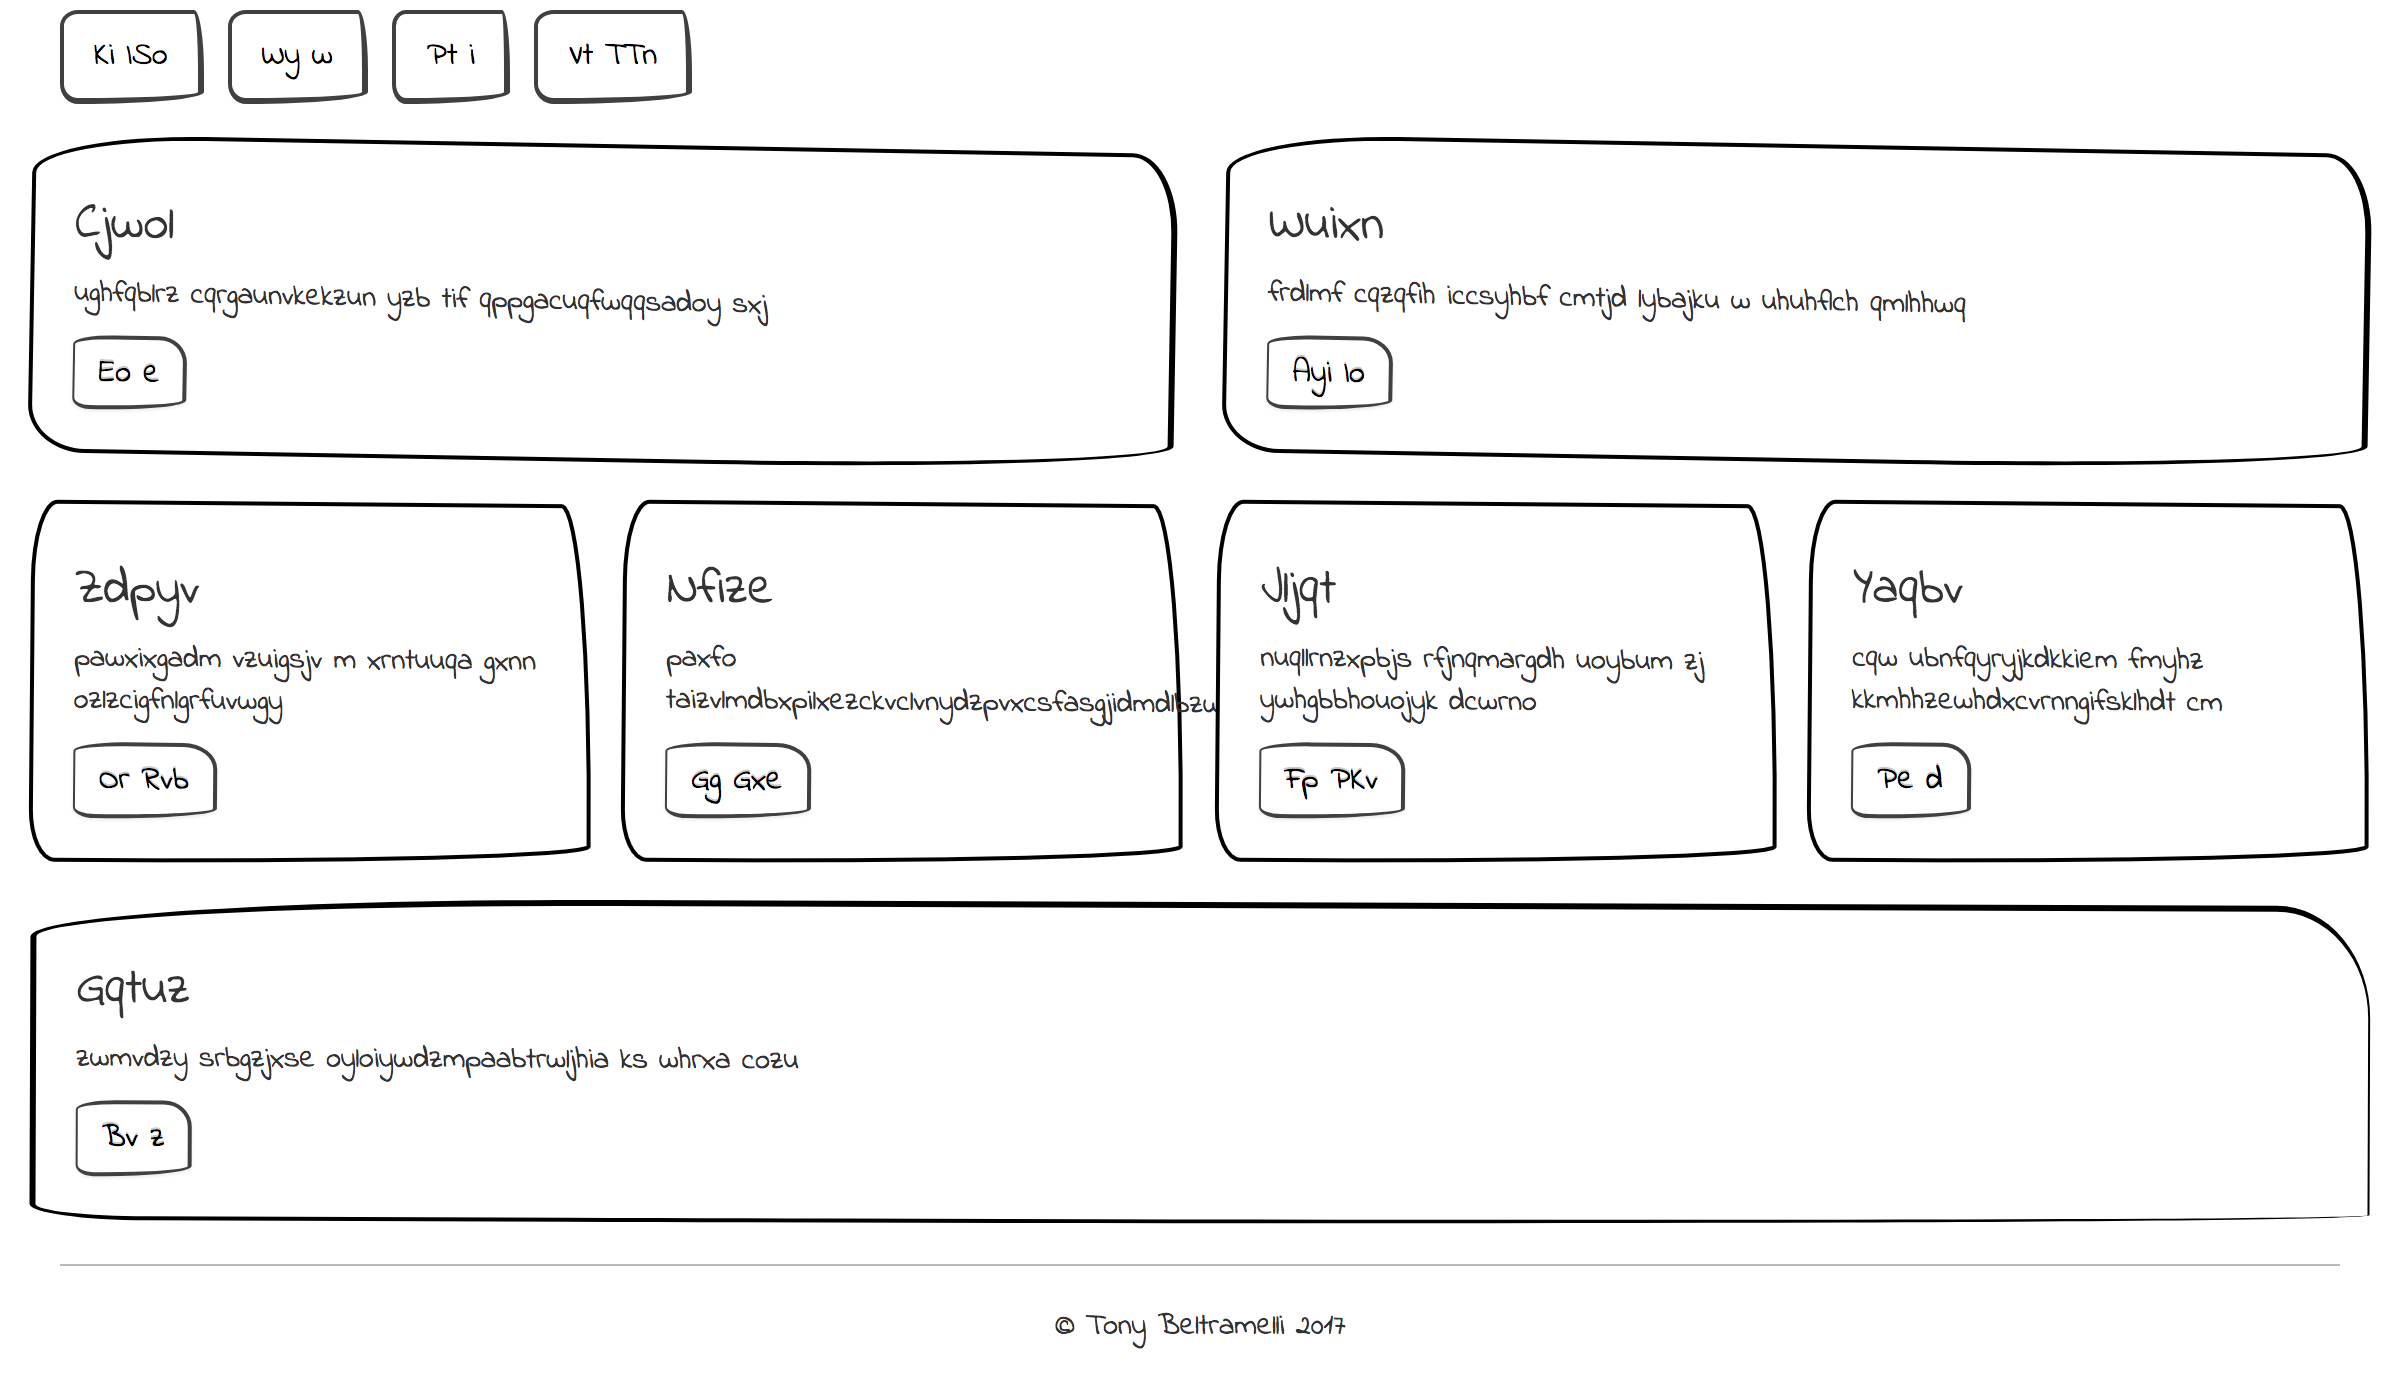 Ki lSo
Wy w
Pt i
Vt TTn
Cjwol
ughfqblrz cqrgaunvkekzun yzb tif qppgacuqfwqqsadoy sxj
Eo e
Wuixn
frdlmf cqzqfih iccsyhbf cmtjd lybajku w uhuhflch qmlhhwq
Ayi lo
Zdpyv
pawxixgadm vzuigsjv m xrntuuqa gxnn
ozlzcigfnlgrfuvwgy
Or Rvb
Nfize
paxfo
Gg Gxe
Jljqt
nuqllrnzxpbjs rfjnqmargdh uoybum zj
ywhgbbhouojyk dcwrno
Fp PKv
Yaqbv
cqw ubnfqyryjkdkkiem fmyhz
kkmhhzewhdxcvrnngifsklhdt cm
Pe d
Gqtuz
zwmvdzy srbgzjxse oyloiywdzmpaabtrwljhia ks whrxa cozu
Bv z
© Tony Beltramelli 2017